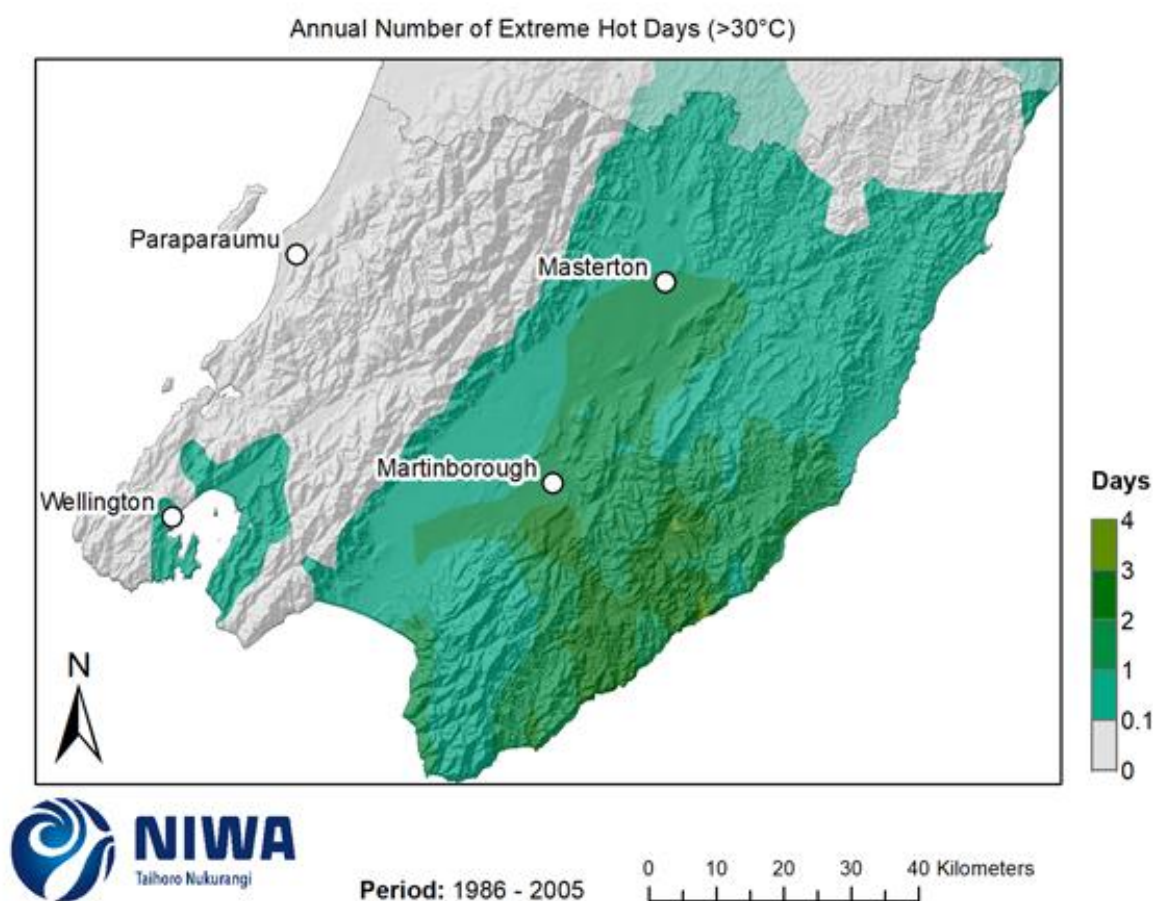 Annual Number of Extreme Hot Days (>30°C)
Paraparaumu
Masterton
Martinborough
Wellington
Days
4
3
2
1
0.1
0
N
NIWA
Taihoro Nukurangi
Period: 1986 - 2005
0 10 20 30 40 Kilometers